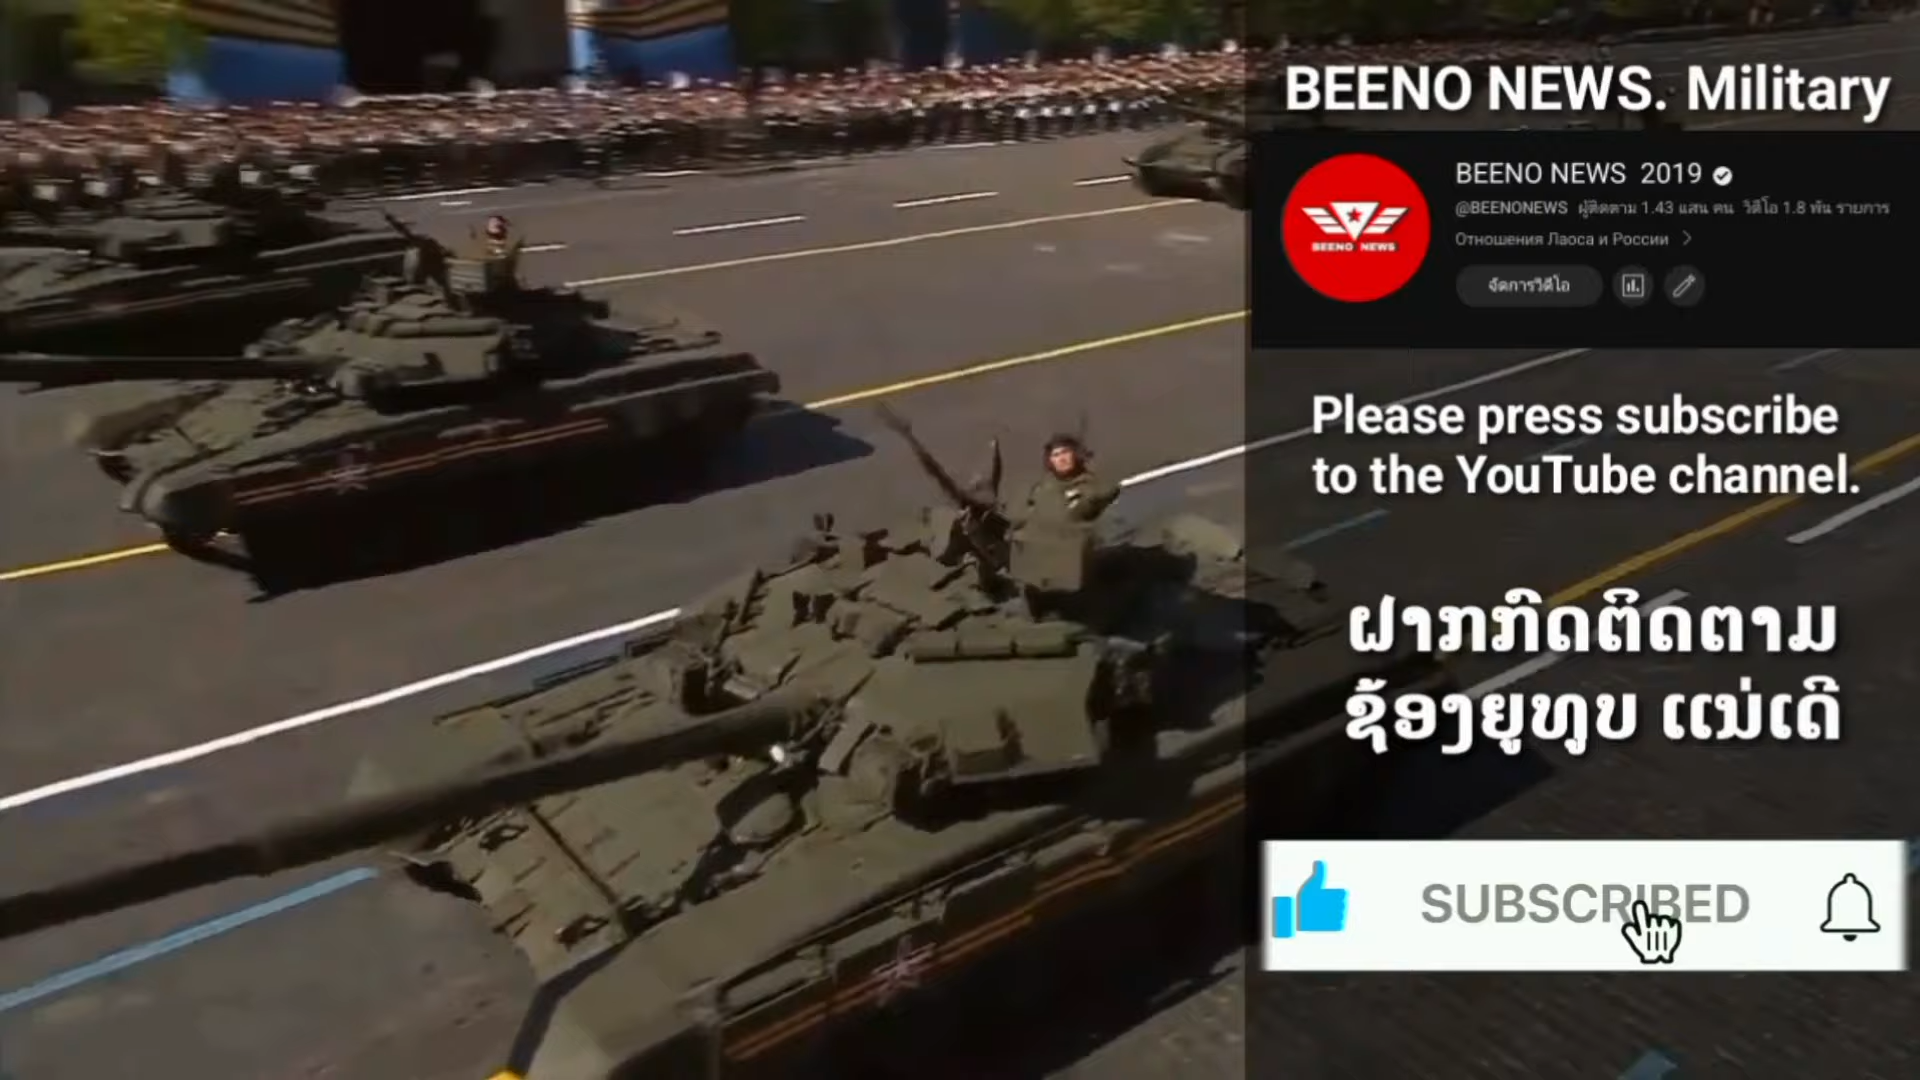 BEENO NEWS. Military
BEENO NEWS 2019
@BEENONEWS ผู้ติดตาม 1.43 แสน คน วิดีโอ 1.8 พัน รายการ
Отношения Лаоса и России
BEENO NEWS
จัดการวิดีโอ
Please press subscribe
to the YouTube channel.
ຝາກກົດຕິດຕາມ
ຊ້ອງຍູທູບ ແນ່ເດີ
SUBSCRIBED